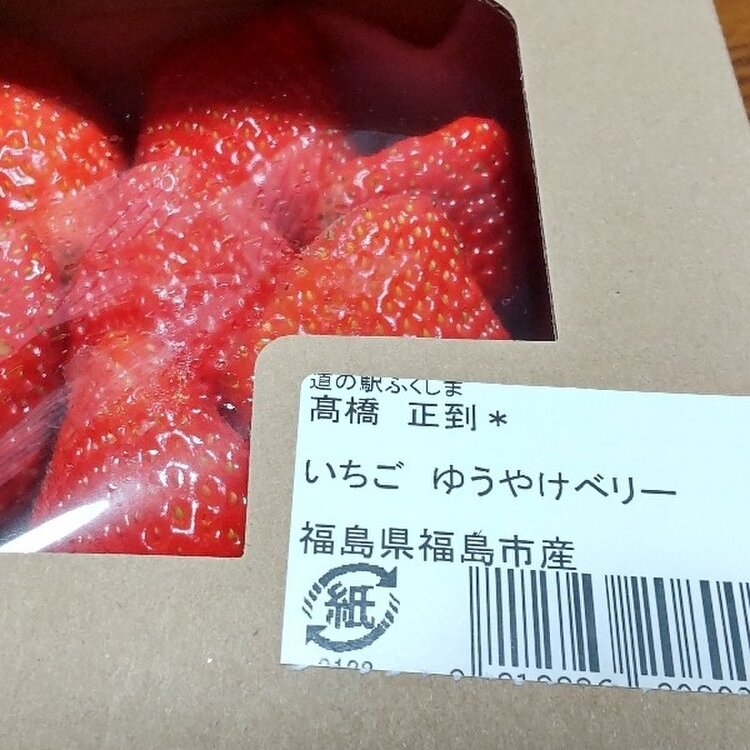 道の駅ふくしま
髙橋 正到*
いちご ゆうやけベリー
福島県福島市産
紙